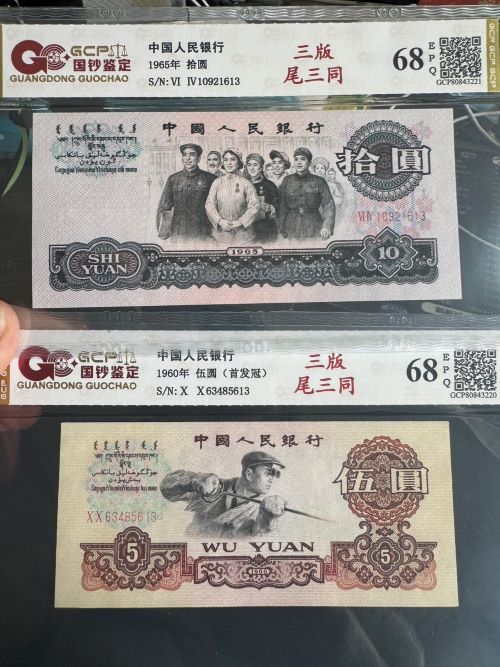 GCP
国钞鉴定
GUANGDONG GUOCHAO
中国人民银行
1965年 拾圆
S/N: VI IV10921613
三版
尾三同
68
EPQ
GCP80843221
中國人民銀行
拾圓
VI IV 10921613
1965
SHI
YUAN
10
GCP
国钞鉴定
GUANGDONG GUOCHAO
中国人民银行
1960年 伍圆（首发冠）
S/N: X X63485613
三版
尾三同
68
EPQ
GCP80843220
中國人民銀行
伍圓
X X 63485613
5
WU YUAN
5
1960